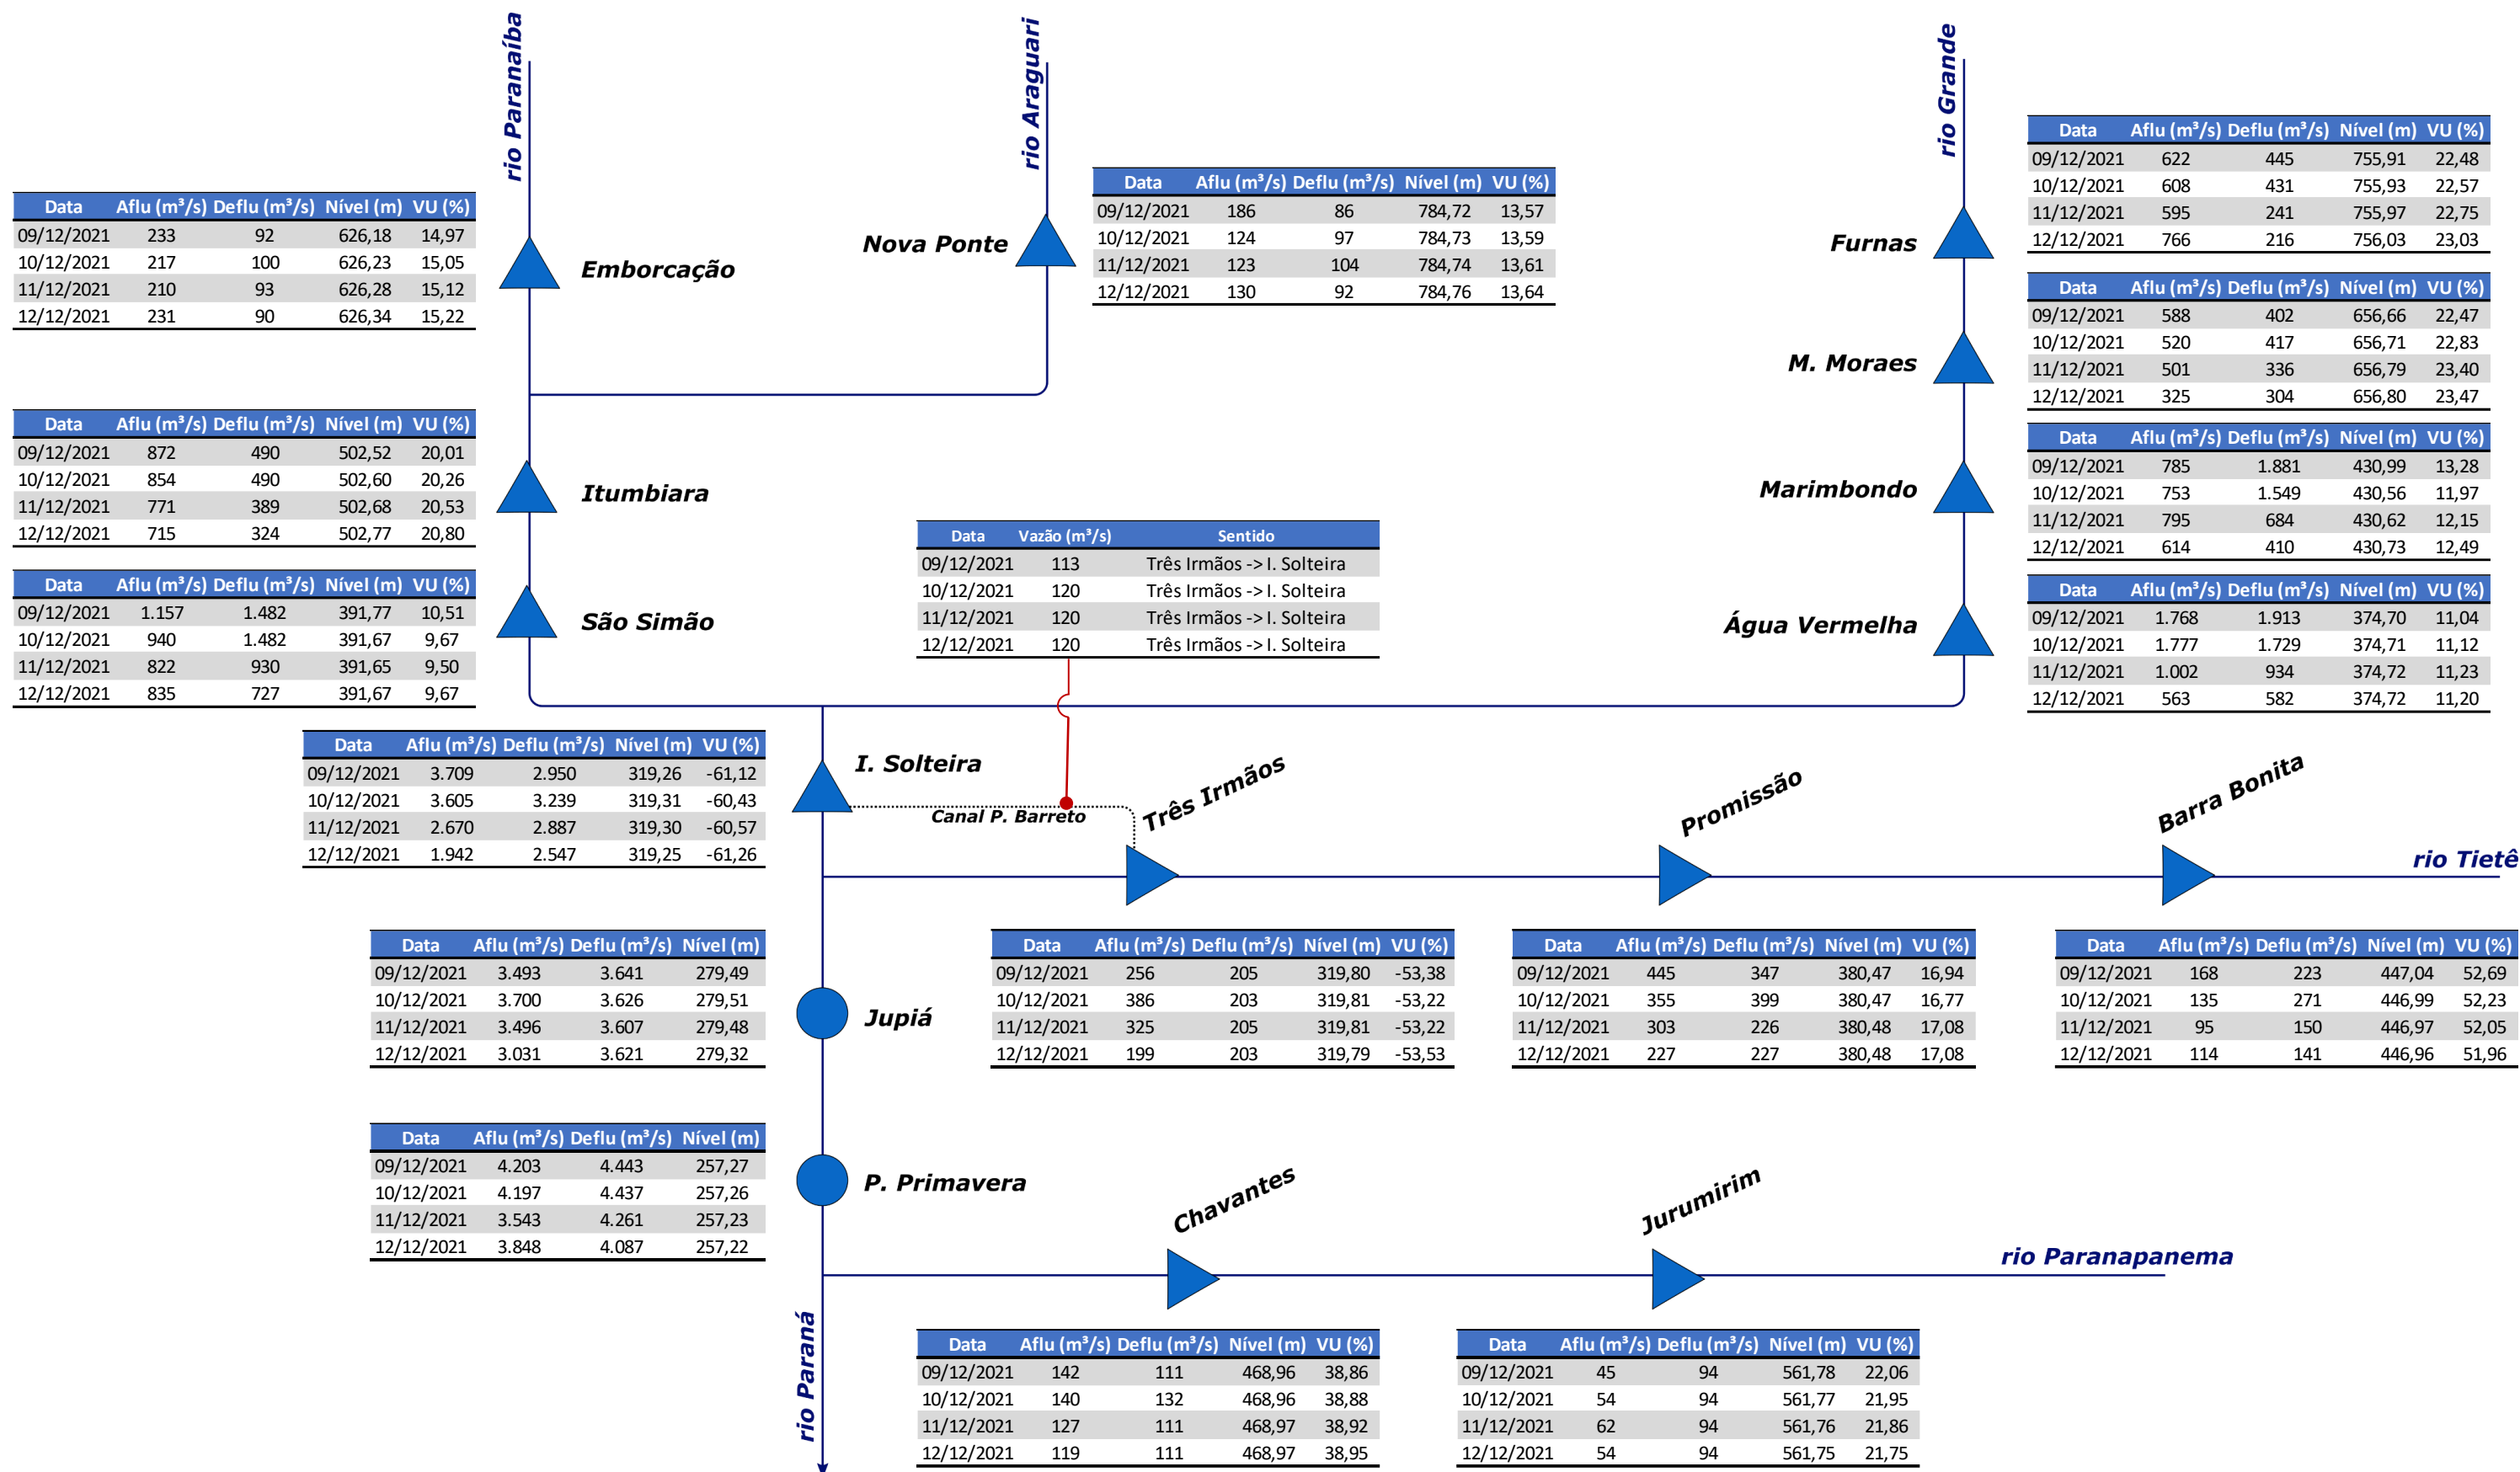 rio Paranaíba
rio Araguari
rio Grande
Data Aflu (m³/s) Deflu (m³/s) Nível (m) VU (%)
09/12/2021 622 445 755,91 22,48
10/12/2021 608 431 755,93 22,57
11/12/2021 595 241 755,97 22,75
12/12/2021 766 216 756,03 23,03
Furnas
Data Aflu (m³/s) Deflu (m³/s) Nível (m) VU (%)
09/12/2021 186 86 784,72 13,57
10/12/2021 124 97 784,73 13,59
11/12/2021 123 104 784,74 13,61
12/12/2021 130 92 784,76 13,64
Nova Ponte
Data Aflu (m³/s) Deflu (m³/s) Nível (m) VU (%)
09/12/2021 233 92 626,18 14,97
10/12/2021 217 100 626,23 15,05
11/12/2021 210 93 626,28 15,12
12/12/2021 231 90 626,34 15,22
Emborcação
Data Aflu (m³/s) Deflu (m³/s) Nível (m) VU (%)
09/12/2021 588 402 656,66 22,47
10/12/2021 520 417 656,71 22,83
11/12/2021 501 336 656,79 23,40
12/12/2021 325 304 656,80 23,47
M. Moraes
Data Aflu (m³/s) Deflu (m³/s) Nível (m) VU (%)
09/12/2021 872 490 502,52 20,01
10/12/2021 854 490 502,60 20,26
11/12/2021 771 389 502,68 20,53
12/12/2021 715 324 502,77 20,80
Itumbiara
Data Aflu (m³/s) Deflu (m³/s) Nível (m) VU (%)
09/12/2021 785 1.881 430,99 13,28
10/12/2021 753 1.549 430,56 11,97
11/12/2021 795 684 430,62 12,15
12/12/2021 614 410 430,73 12,49
Marimbondo
Data Vazão (m³/s) Sentido
09/12/2021 113 Três Irmãos -> I. Solteira
10/12/2021 120 Três Irmãos -> I. Solteira
11/12/2021 120 Três Irmãos -> I. Solteira
12/12/2021 120 Três Irmãos -> I. Solteira
Data Aflu (m³/s) Deflu (m³/s) Nível (m) VU (%)
09/12/2021 1.157 1.482 391,77 10,51
10/12/2021 940 1.482 391,67 9,67
11/12/2021 822 930 391,65 9,50
12/12/2021 835 727 391,67 9,67
São Simão
Data Aflu (m³/s) Deflu (m³/s) Nível (m) VU (%)
09/12/2021 1.768 1.913 374,70 11,04
10/12/2021 1.777 1.729 374,71 11,12
11/12/2021 1.002 934 374,72 11,23
12/12/2021 563 582 374,72 11,20
Água Vermelha
Data Aflu (m³/s) Deflu (m³/s) Nível (m) VU (%)
09/12/2021 3.709 2.950 319,26 -61,12
10/12/2021 3.605 3.239 319,31 -60,43
11/12/2021 2.670 2.887 319,30 -60,57
12/12/2021 1.942 2.547 319,25 -61,26
I. Solteira
Canal P. Barreto
Três Irmãos
Promissão
Barra Bonita
rio Tietê
Data Aflu (m³/s) Deflu (m³/s) Nível (m)
09/12/2021 3.493 3.641 279,49
10/12/2021 3.700 3.626 279,51
11/12/2021 3.496 3.607 279,48
12/12/2021 3.031 3.621 279,32
Jupiá
Data Aflu (m³/s) Deflu (m³/s) Nível (m) VU (%)
09/12/2021 256 205 319,80 -53,38
10/12/2021 386 203 319,81 -53,22
11/12/2021 325 205 319,81 -53,22
12/12/2021 199 203 319,79 -53,53
Data Aflu (m³/s) Deflu (m³/s) Nível (m) VU (%)
09/12/2021 445 347 380,47 16,94
10/12/2021 355 399 380,47 16,77
11/12/2021 303 226 380,48 17,08
12/12/2021 227 227 380,48 17,08
Data Aflu (m³/s) Deflu (m³/s) Nível (m) VU (%)
09/12/2021 168 223 447,04 52,69
10/12/2021 135 271 446,99 52,23
11/12/2021 95 150 446,97 52,05
12/12/2021 114 141 446,96 51,96
Data Aflu (m³/s) Deflu (m³/s) Nível (m)
09/12/2021 4.203 4.443 257,27
10/12/2021 4.197 4.437 257,26
11/12/2021 3.543 4.261 257,23
12/12/2021 3.848 4.087 257,22
P. Primavera
Chavantes
Jurumirim
rio Paranapanema
rio Paraná
Data Aflu (m³/s) Deflu (m³/s) Nível (m) VU (%)
09/12/2021 142 111 468,96 38,86
10/12/2021 140 132 468,96 38,88
11/12/2021 127 111 468,97 38,92
12/12/2021 119 111 468,97 38,95
Data Aflu (m³/s) Deflu (m³/s) Nível (m) VU (%)
09/12/2021 45 94 561,78 22,06
10/12/2021 54 94 561,77 21,95
11/12/2021 62 94 561,76 21,86
12/12/2021 54 94 561,75 21,75